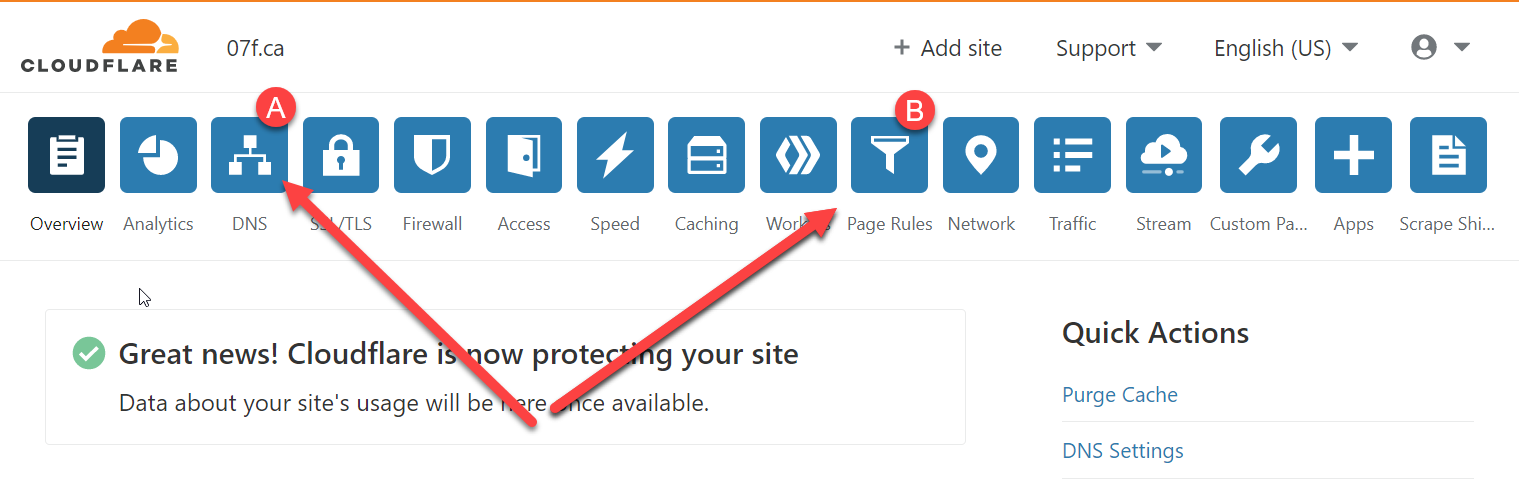 CLOUDFLARE
07f.ca
+ Add site
Support
English (US)
A
B
Overview
Analytics
DNS
SSL/TLS
Firewall
Access
Speed
Caching
Workers
Page Rules
Network
Traffic
Stream
Custom Pa...
Apps
Scrape Shi...
Great news! Cloudflare is now protecting your site
Data about your site's usage will be here once available.
Quick Actions
Purge Cache
DNS Settings